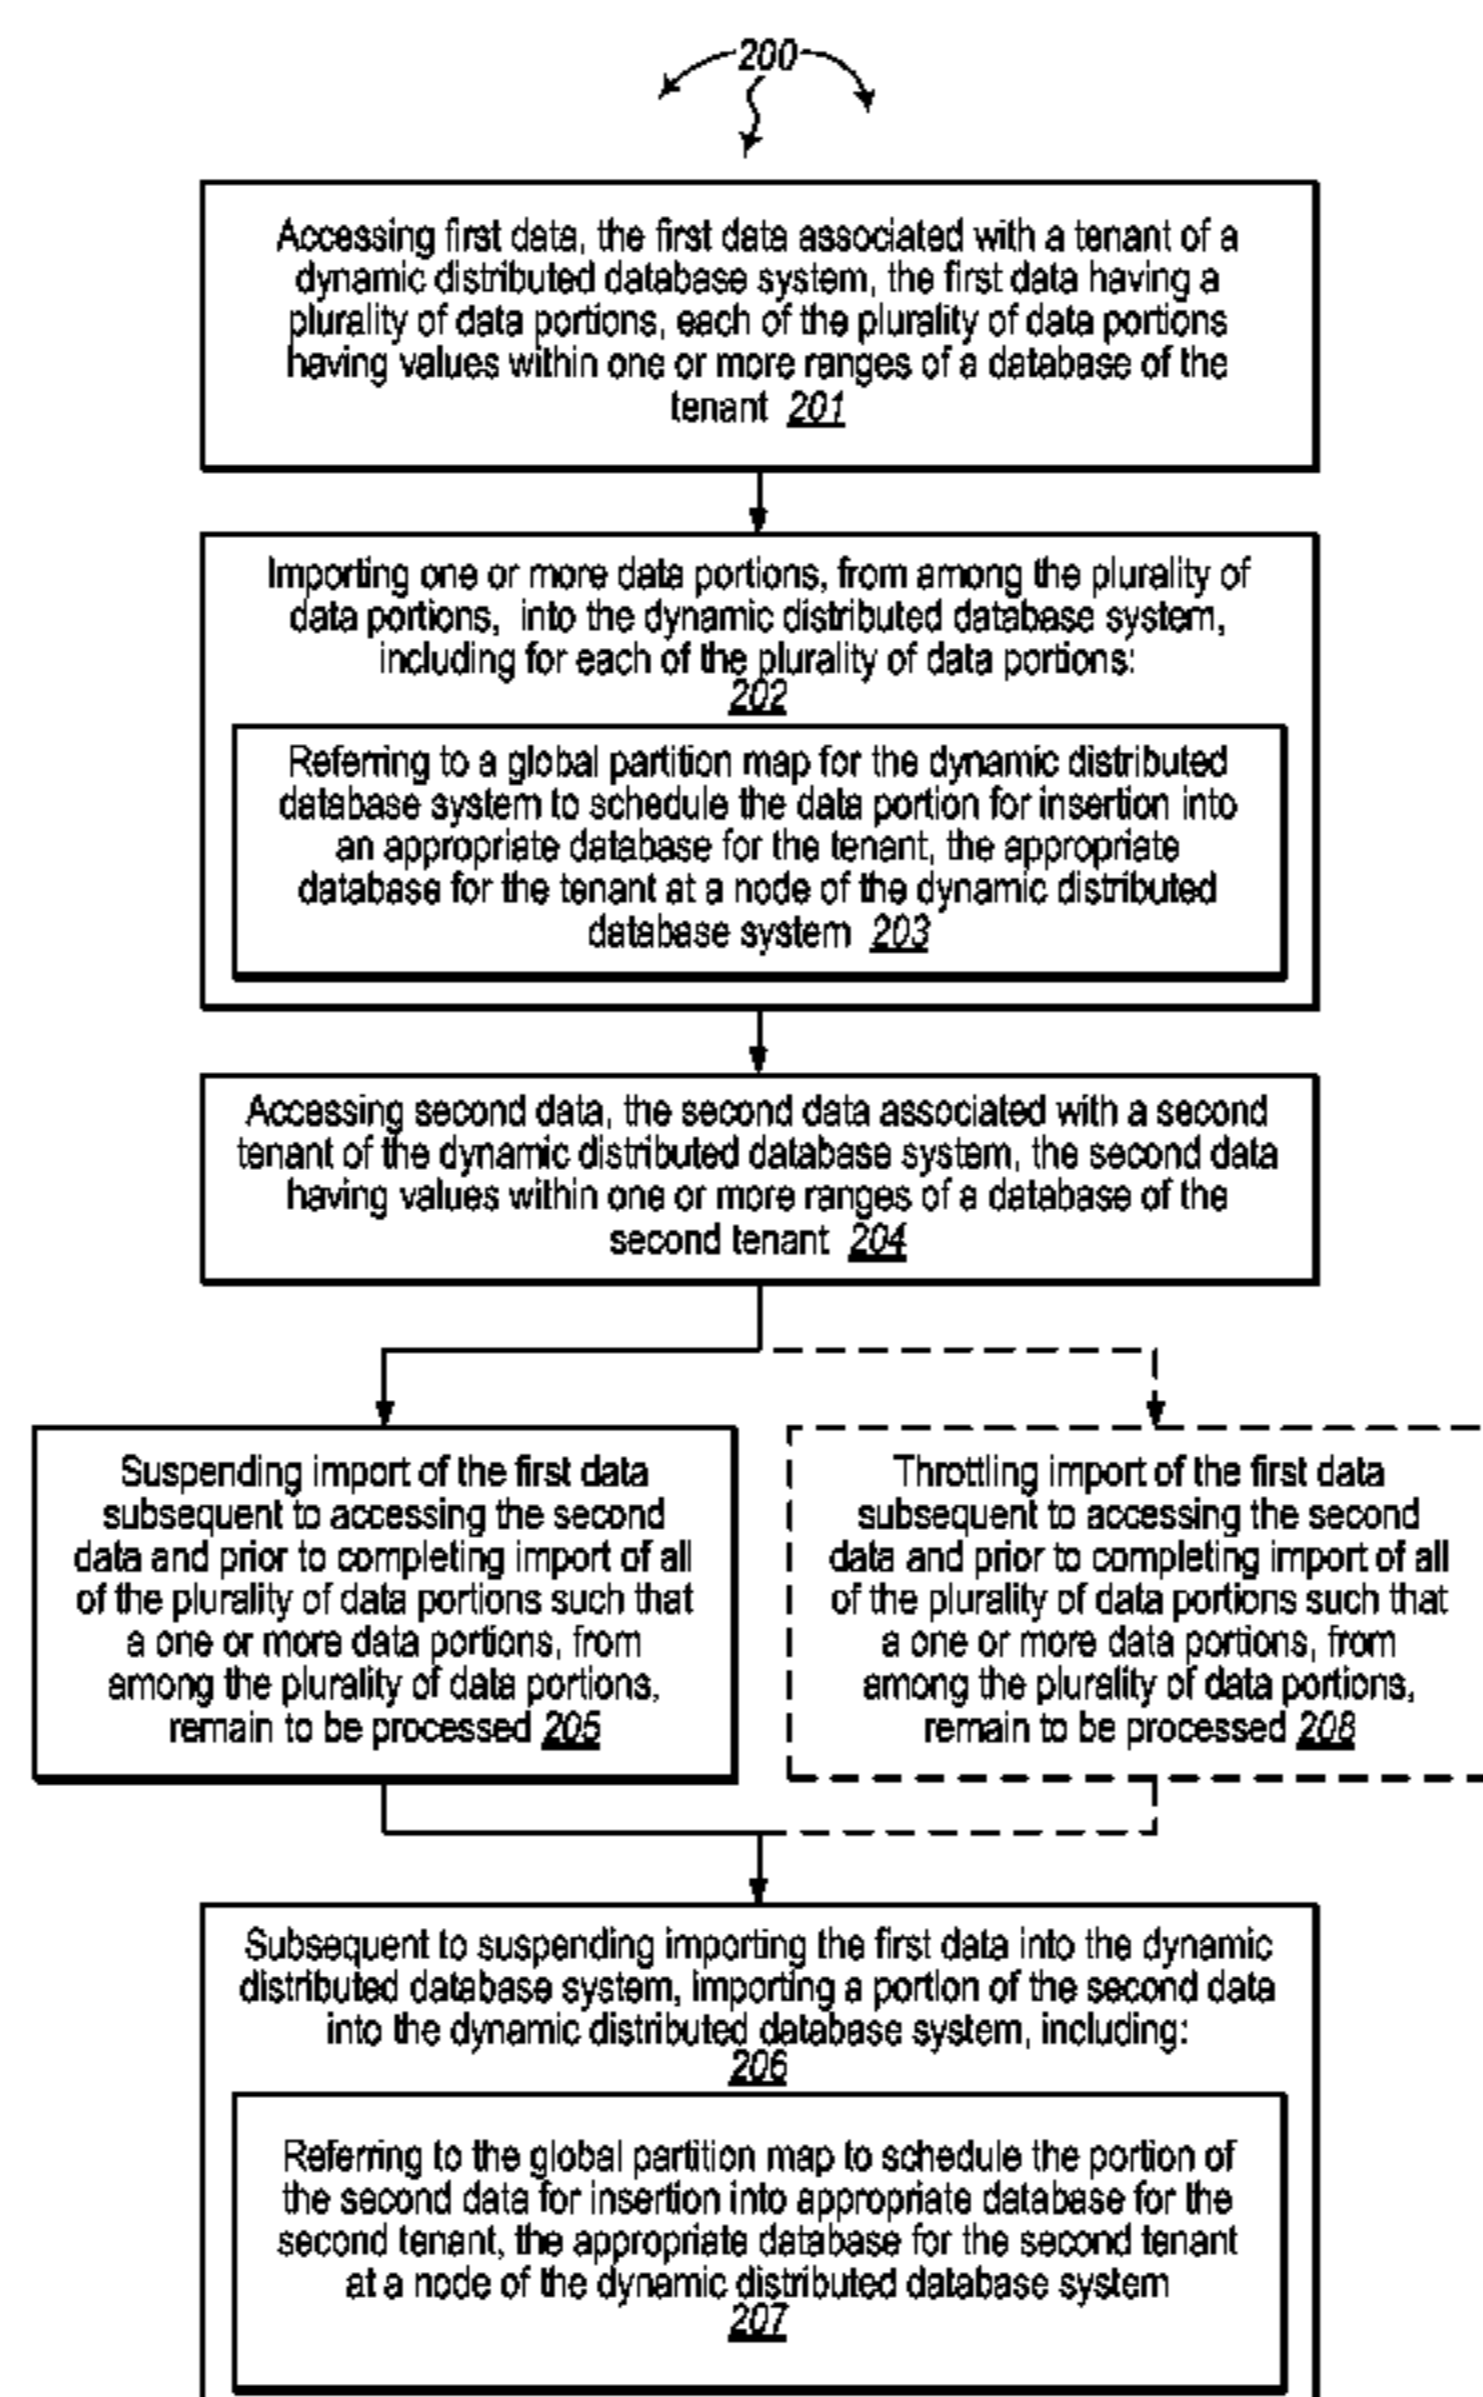 200
Accessing first data, the first data associated with a tenant of a
dynamic distributed database system, the first data having a
plurality of data portions, each of the plurality of data portions
having values within one or more ranges of a database of the
tenant 201
Importing one or more data portions, from among the plurality of
data portions, into the dynamic distributed database system,
including for each of the plurality of data portions:
202
Referring to a global partition map for the dynamic distributed
database system to schedule the data portion for insertion into
an appropriate database for the tenant, the appropriate
database for the tenant at a node of the dynamic distributed
database system 203
Accessing second data, the second data associated with a second
tenant of the dynamic distributed database system, the second data
having values within one or more ranges of a database of the
second tenant 204
Suspending import of the first data
subsequent to accessing the second
data and prior to completing import of all
of the plurality of data portions such that
a one or more data portions, from
among the plurality of data portions,
remain to be processed 205
Throttling import of the first data
subsequent to accessing the second
data and prior to completing import of all
of the plurality of data portions such that
a one or more data portions, from
among the plurality of data portions,
remain to be processed 208
Subsequent to suspending importing the first data into the dynamic
distributed database system, importing a portion of the second data
into the dynamic distributed database system, including:
206
Referring to the global partition map to schedule the portion of
the second data for insertion into appropriate database for the
second tenant, the appropriate database for the second tenant
at a node of the dynamic distributed database system
207